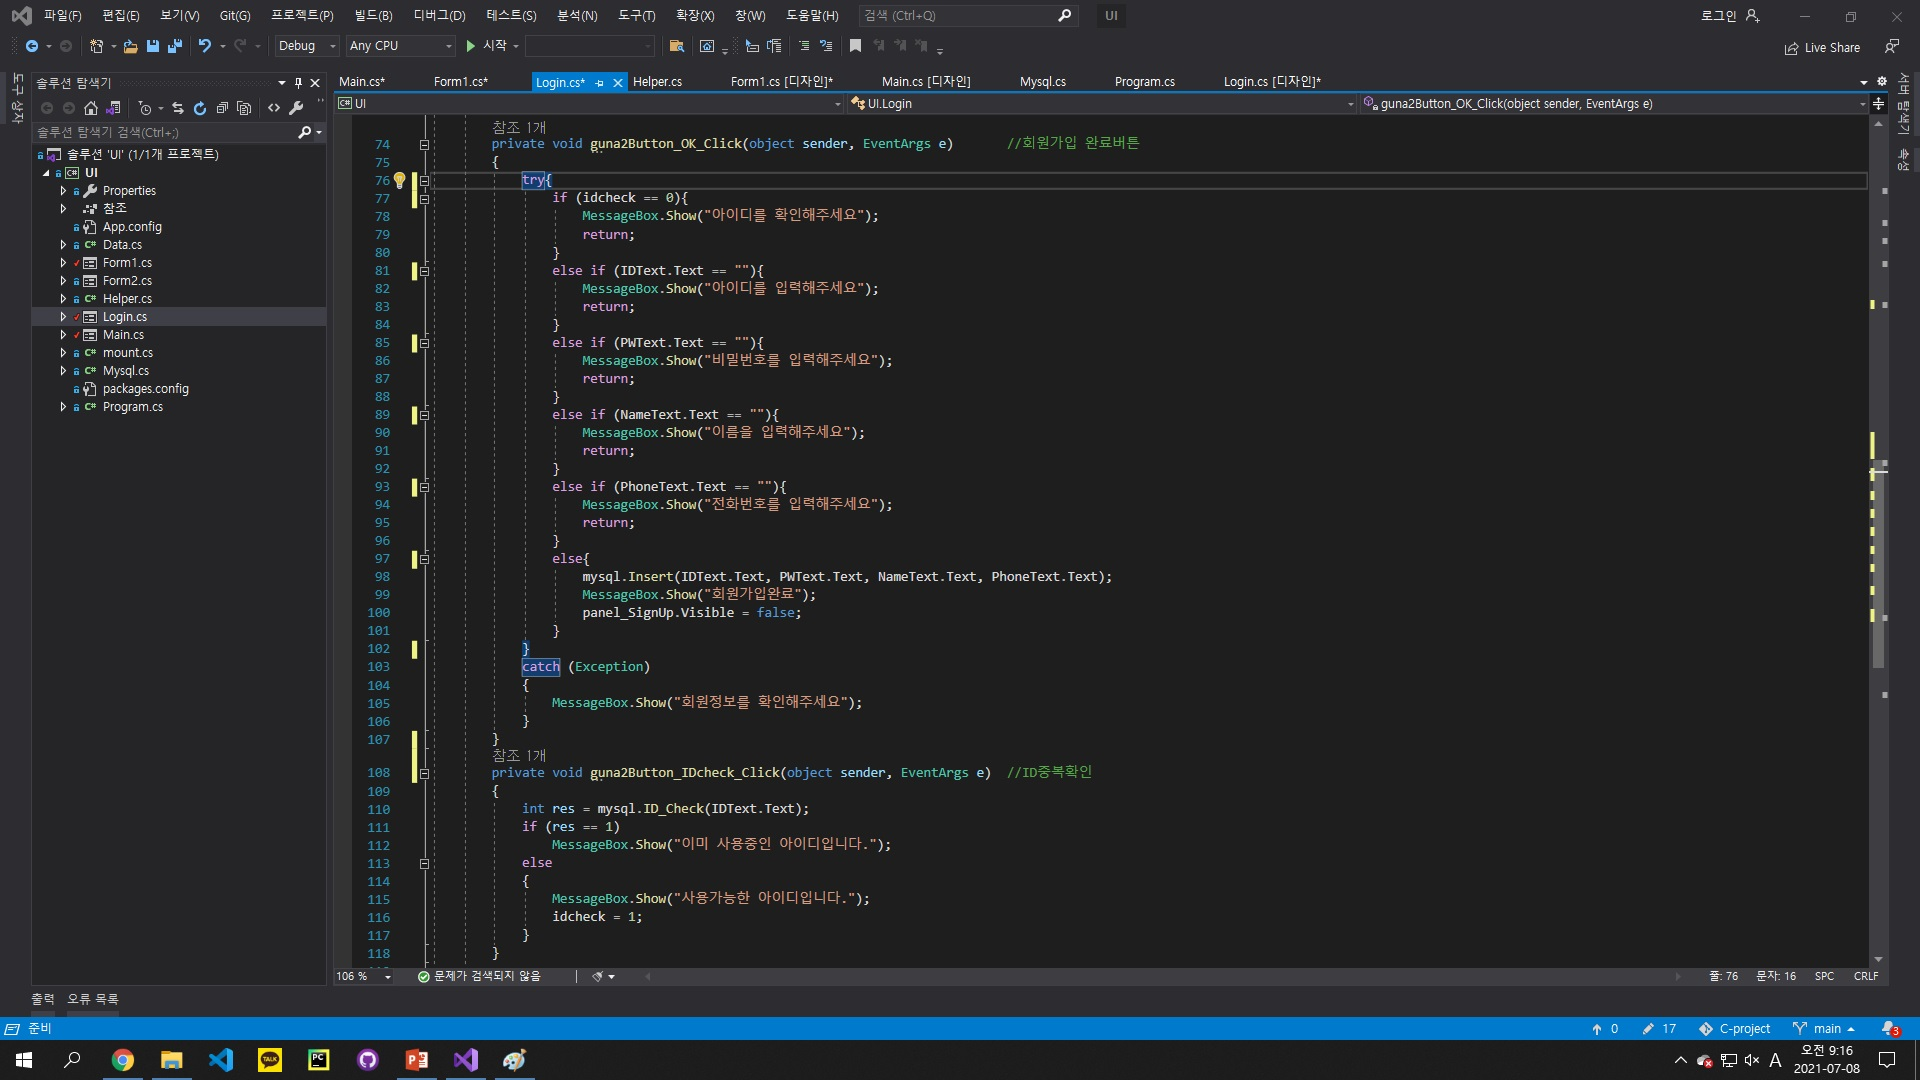 파일(F) 편집(E) 보기(V) Git(G) 프로젝트(P) 빌드(B) 디버그(D) 테스트(S) 분석(N) 도구(T) 확장(X) 창(W) 도움말(H) 검색 (Ctrl+Q) UI 로그인
Debug Any CPU 시작 Live Share
도구 상자
솔루션 탐색기
Main.cs* Form1.cs* Login.cs* Helper.cs Form1.cs [디자인]* Main.cs [디자인] Mysql.cs Program.cs Login.cs [디자인]*
UI UI.Login guna2Button_OK_Click(object sender, EventArgs e)
서버 탐색기
속성
솔루션 탐색기 검색(Ctrl+;)
솔루션 'UI' (1/1개 프로젝트)
UI
Properties
참조
App.config
Data.cs
Form1.cs
Form2.cs
Helper.cs
Login.cs
Main.cs
mount.cs
Mysql.cs
packages.config
Program.cs
참조 1개
74 private void guna2Button_OK_Click(object sender, EventArgs e) //회원가입 완료버튼
75 {
76 try{
77 if (idcheck == 0){
78 MessageBox.Show("아이디를 확인해주세요");
79 return;
80 }
81 else if (IDText.Text == ""){
82 MessageBox.Show("아이디를 입력해주세요");
83 return;
84 }
85 else if (PWText.Text == ""){
86 MessageBox.Show("비밀번호를 입력해주세요");
87 return;
88 }
89 else if (NameText.Text == ""){
90 MessageBox.Show("이름을 입력해주세요");
91 return;
92 }
93 else if (PhoneText.Text == ""){
94 MessageBox.Show("전화번호를 입력해주세요");
95 return;
96 }
97 else{
98 mysql.Insert(IDText.Text, PWText.Text, NameText.Text, PhoneText.Text);
99 MessageBox.Show("회원가입완료");
100 panel_SignUp.Visible = false;
101 }
102 }
103 catch (Exception)
104 {
105 MessageBox.Show("회원정보를 확인해주세요");
106 }
107 }
참조 1개
108 private void guna2Button_IDcheck_Click(object sender, EventArgs e) //ID중복확인
109 {
110 int res = mysql.ID_Check(IDText.Text);
111 if (res == 1)
112 MessageBox.Show("이미 사용중인 아이디입니다.");
113 else
114 {
115 MessageBox.Show("사용가능한 아이디입니다.");
116 idcheck = 1;
117 }
118 }
106 % 문제가 검색되지 않음 줄: 76 문자: 16 SPC CRLF
출력 오류 목록
준비 0 17 C-project main 3
TALK PC A 오전 9:16
2021-07-08